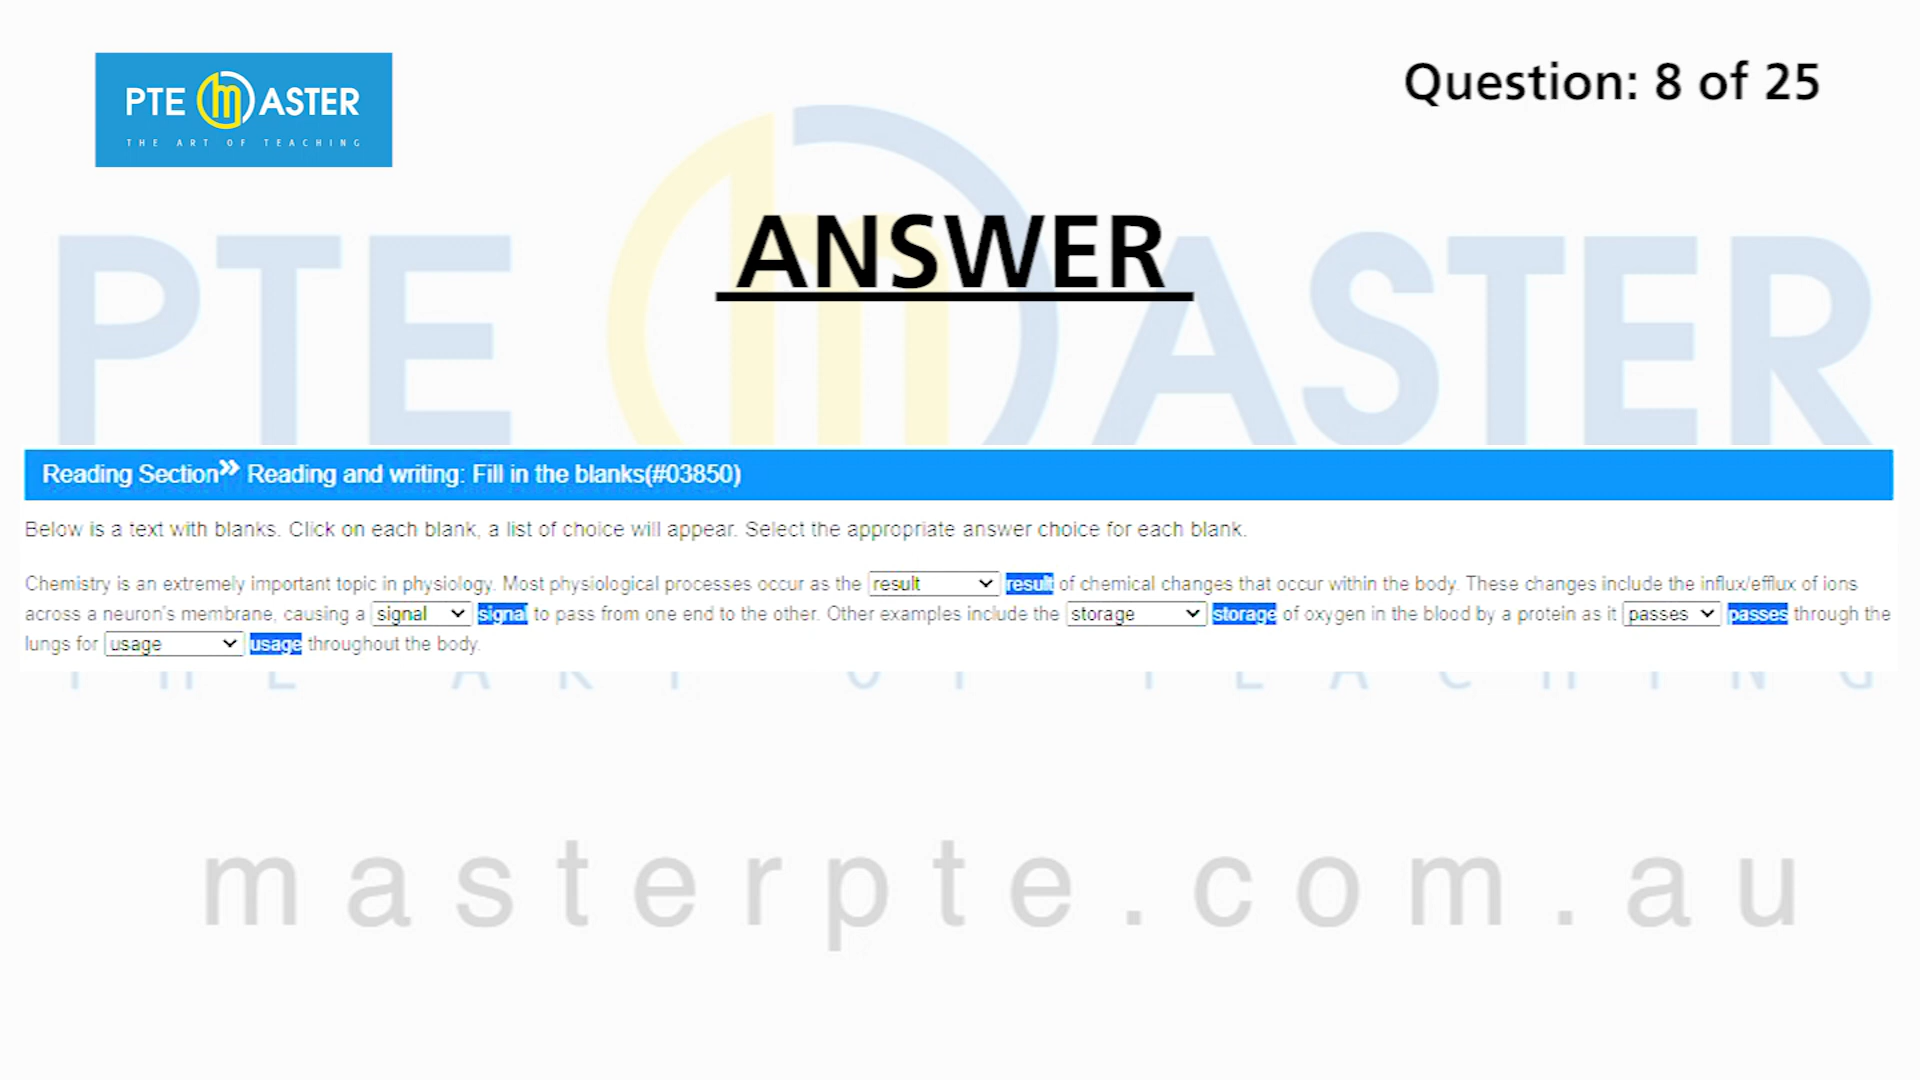 PTE MASTER
THE ART OF TEACHING
Question: 8 of 25
ANSWER
PTE MASTER
Reading Section» Reading and writing: Fill in the blanks(#03850)
Below is a text with blanks. Click on each blank, a list of choice will appear. Select the appropriate answer choice for each blank.
Chemistry is an extremely important topic in physiology. Most physiological processes occur as the result result of chemical changes that occur within the body. These changes include the influx/efflux of ions
across a neuron's membrane, causing a signal signal to pass from one end to the other. Other examples include the storage storage of oxygen in the blood by a protein as it passes passes through the
lungs for usage usage throughout the body.
THE ART OF TEACHING
masterpte.com.au